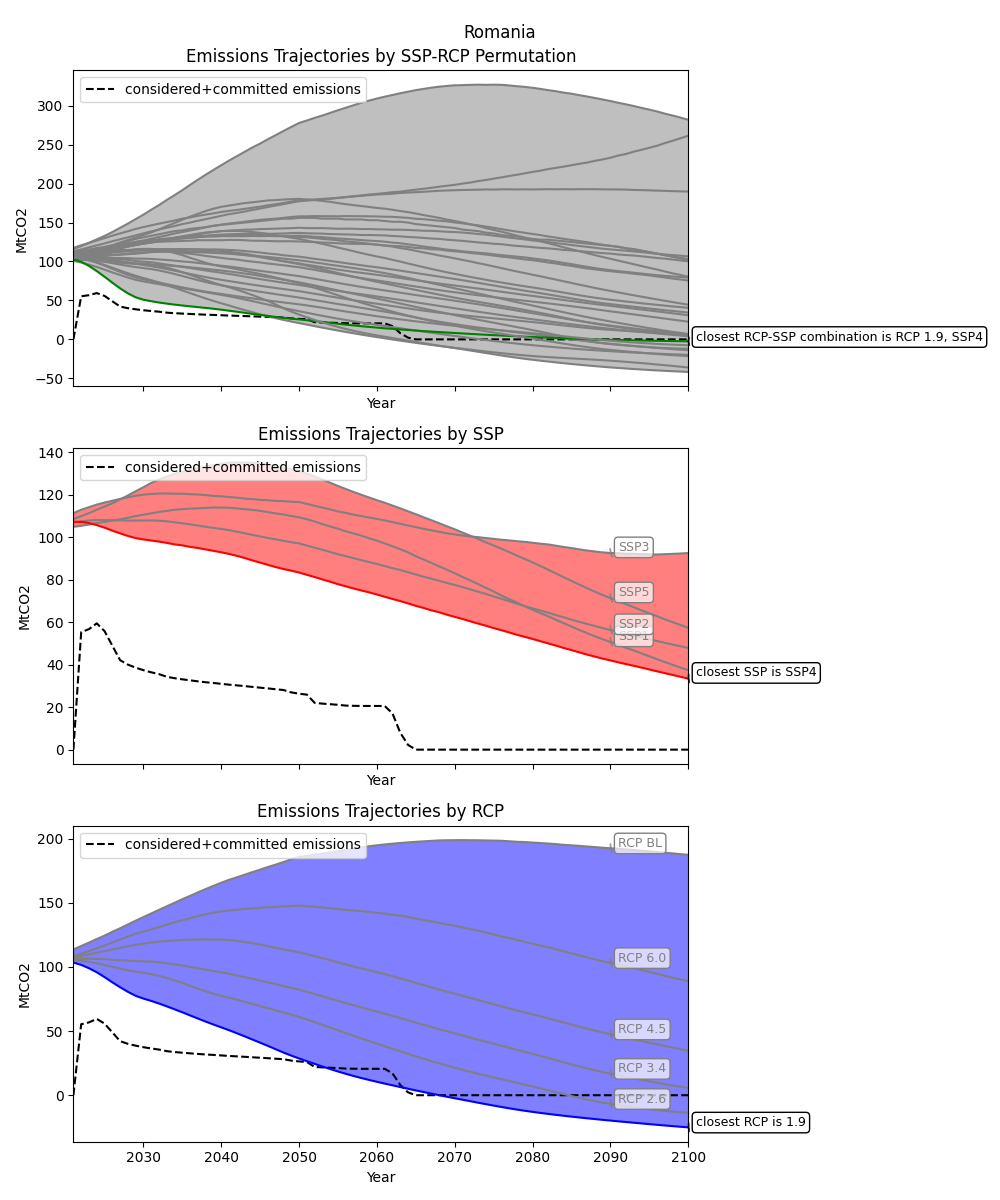 Romania
Emissions Trajectories by SSP-RCP Permutation
considered+committed emissions
300
250
200
150
100
50
0
−50
MtCO2
closest RCP-SSP combination is RCP 1.9, SSP4
Year
Emissions Trajectories by SSP
considered+committed emissions
140
120
100
80
60
40
20
0
MtCO2
SSP3
SSP5
SSP2
SSP1
closest SSP is SSP4
Year
Emissions Trajectories by RCP
considered+committed emissions
200
150
100
50
0
MtCO2
RCP BL
RCP 6.0
RCP 4.5
RCP 3.4
RCP 2.6
closest RCP is 1.9
2030 2040 2050 2060 2070 2080 2090 2100
Year